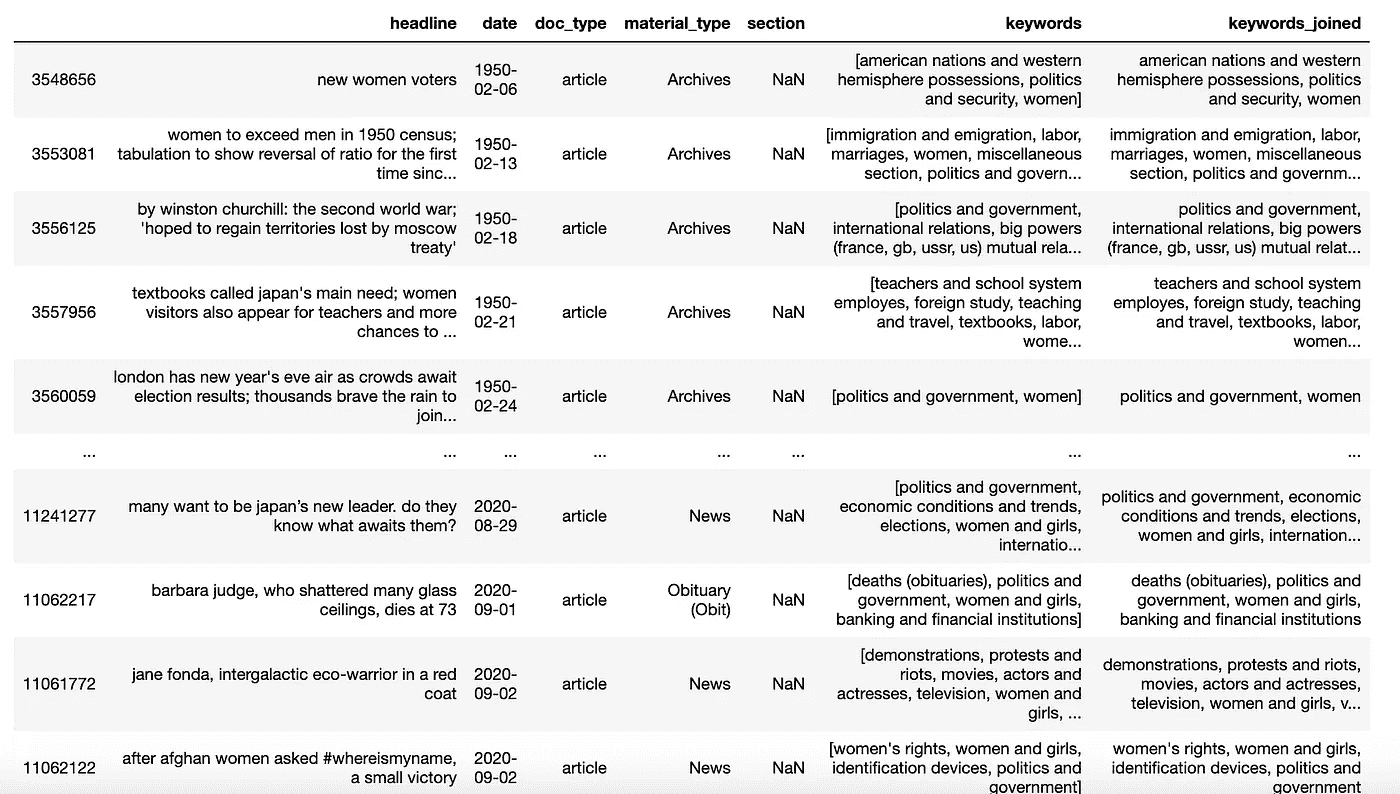 headline date doc_type material_type section keywords keywords_joined
3548656 new women voters 1950-02-06 article Archives NaN [american nations and western hemisphere possessions, politics and security, women] american nations and western hemisphere possessions, politics and security, women
3553081 women to exceed men in 1950 census; tabulation to show reversal of ratio for the first time sinc... 1950-02-13 article Archives NaN [immigration and emigration, labor, marriages, women, miscellaneous section, politics and govern... immigration and emigration, labor, marriages, women, miscellaneous section, politics and governm...
3556125 by winston churchill: the second world war; 'hoped to regain territories lost by moscow treaty' 1950-02-18 article Archives NaN [politics and government, international relations, big powers (france, gb, ussr, us) mutual rela... politics and government, international relations, big powers (france, gb, ussr, us) mutual relat...
3557956 textbooks called japan's main need; women visitors also appear for teachers and more chances to ... 1950-02-21 article Archives NaN [teachers and school system employes, foreign study, teaching and travel, textbooks, labor, wome... teachers and school system employes, foreign study, teaching and travel, textbooks, labor, women...
3560059 london has new year's eve air as crowds await election results; thousands brave the rain to join... 1950-02-24 article Archives NaN [politics and government, women] politics and government, women
... ... ... ... ... ... ... ...
11241277 many want to be japan’s new leader. do they know what awaits them? 2020-08-29 article News NaN [politics and government, economic conditions and trends, elections, women and girls, internatio... politics and government, economic conditions and trends, elections, women and girls, internation...
11062217 barbara judge, who shattered many glass ceilings, dies at 73 2020-09-01 article Obituary (Obit) NaN [deaths (obituaries), politics and government, women and girls, banking and financial institutions] deaths (obituaries), politics and government, women and girls, banking and financial institutions
11061772 jane fonda, intergalactic eco-warrior in a red coat 2020-09-02 article News NaN [demonstrations, protests and riots, movies, actors and actresses, television, women and girls, ... demonstrations, protests and riots, movies, actors and actresses, television, women and girls, v...
11062122 after afghan women asked #whereismyname, a small victory 2020-09-02 article News NaN [women's rights, women and girls, identification devices, politics and government] women's rights, women and girls, identification devices, politics and government